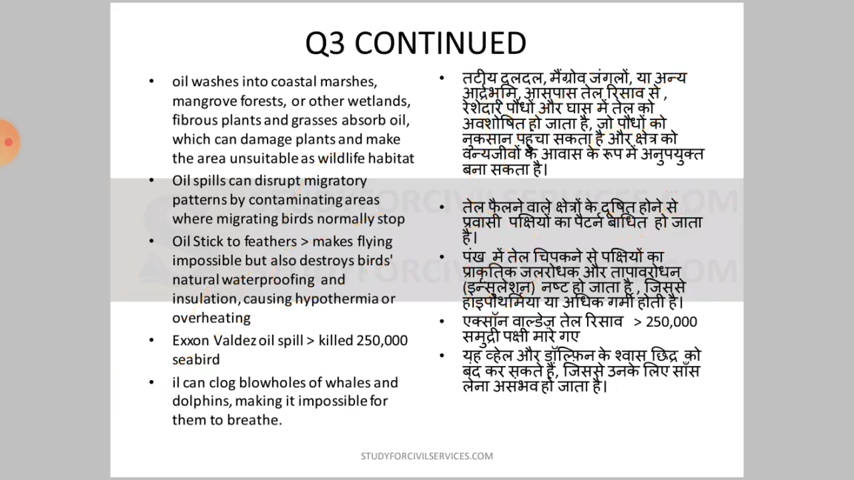 Q3 CONTINUED
• oil washes into coastal marshes,
mangrove forests, or other wetlands,
fibrous plants and grasses absorb oil,
which can damage plants and make
the area unsuitable as wildlife habitat
• Oil spills can disrupt migratory
patterns by contaminating areas
where migrating birds normally stop
• Oil Stick to feathers > makes flying
impossible but also destroys birds'
natural waterproofing and
insulation, causing hypothermia or
overheating
• Exxon Valdez oil spill > killed 250,000
seabird
• il can clog blowholes of whales and
dolphins, making it impossible for
them to breathe.
• तटीय दलदल, मैंग्रोव जंगलों, या अन्य
आर्द्रभूमि, आसपास तेल रिसाव से ,
रेशेदार पौधों और घास में तेल को
अवशोषित हो जाता है, जो पौधों को
नुकसान पहुंचा सकता है और क्षेत्र को
वन्यजीवों के आवास के रूप में अनुपयुक्त
बना सकता है।
• तेल फैलने वाले क्षेत्रों के दूषित होने से
प्रवासी पक्षियों का पैटर्न बाधित हो जाता
है।
• पंख में तेल चिपकने से पक्षियों का
प्राकृतिक जलरोधक और तापावरोधन
(इन्सुलेशन) नष्ट हो जाता है , जिससे
हाइपोथर्मिया या अधिक गर्मी होती है।
• एक्सॉन वाल्डेज़ तेल रिसाव > 250,000
समुद्री पक्षी मारे गए
• यह व्हेल और डॉल्फ़िन के श्वास छिद्र को
बंद कर सकते हैं, जिससे उनके लिए साँस
लेना असंभव हो जाता है।
STUDYFORCIVILSERVICES.COM